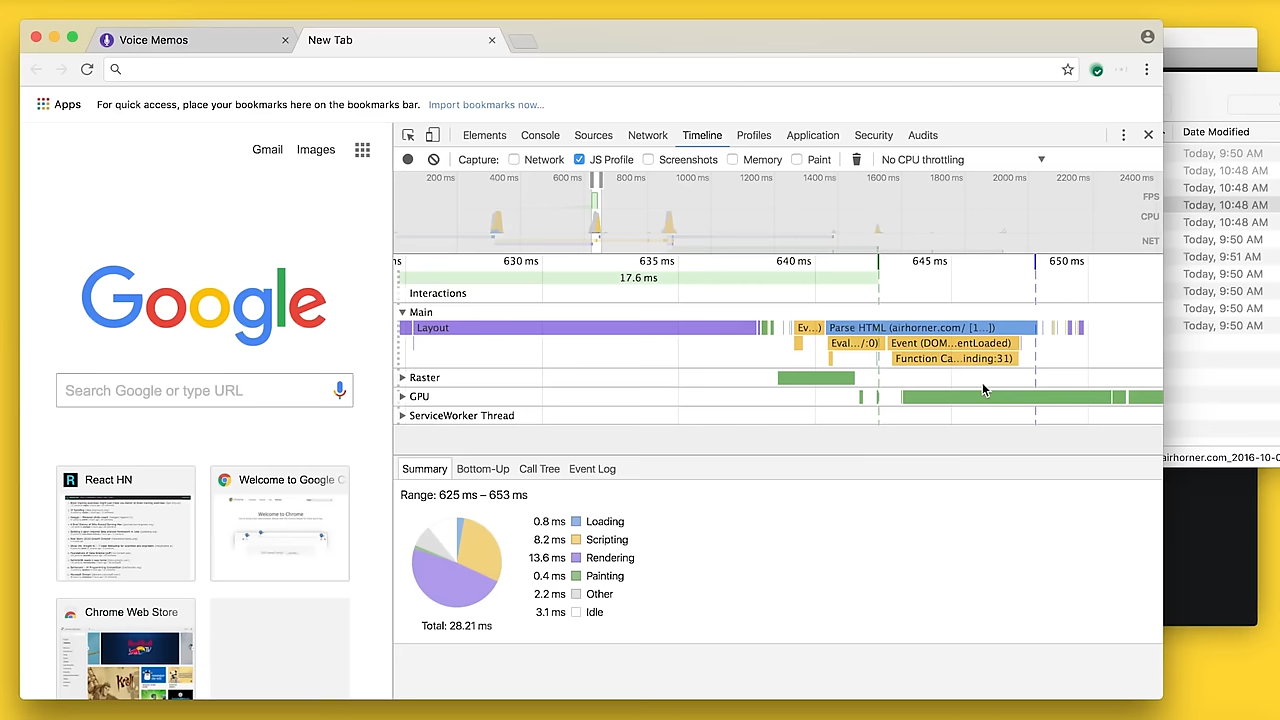 Voice Memos
New Tab
Apps For quick access, place your bookmarks here on the bookmarks bar. Import bookmarks now...
Gmail Images
Google
Search Google or type URL
React HN
Welcome to Google C
Welcome to Chrome
Chrome Web Store
Elements Console Sources Network Timeline Profiles Application Security Audits
Capture: Network JS Profile Screenshots Memory Paint No CPU throttling
200 ms 400 ms 600 ms 800 ms 1000 ms 1200 ms 1400 ms 1600 ms 1800 ms 2000 ms 2200 ms 2400 ms
FPS
CPU
NET
ns 630 ms 635 ms 640 ms 645 ms 650 ms
17.6 ms
Interactions
Main
Layout Ev...) Parse HTML (airhorner.com/ [1...])
Eval.../:0) Event (DOM...entLoaded)
Function Ca...inding:31)
Raster
GPU
ServiceWorker Thread
Summary Bottom-Up Call Tree Event Log
Range: 625 ms – 653 ms
0.8 ms Loading
8.2 ms Scripting
13.6 ms Rendering
0.4 ms Painting
2.2 ms Other
3.1 ms Idle
Total: 28.21 ms
Date Modified
Today, 9:50 AM
Today, 10:48 AM
Today, 10:48 AM
Today, 10:48 AM
Today, 10:48 AM
Today, 9:50 AM
Today, 9:51 AM
Today, 9:50 AM
Today, 9:50 AM
Today, 9:50 AM
Today, 9:50 AM
airhorner.com_2016-10-0